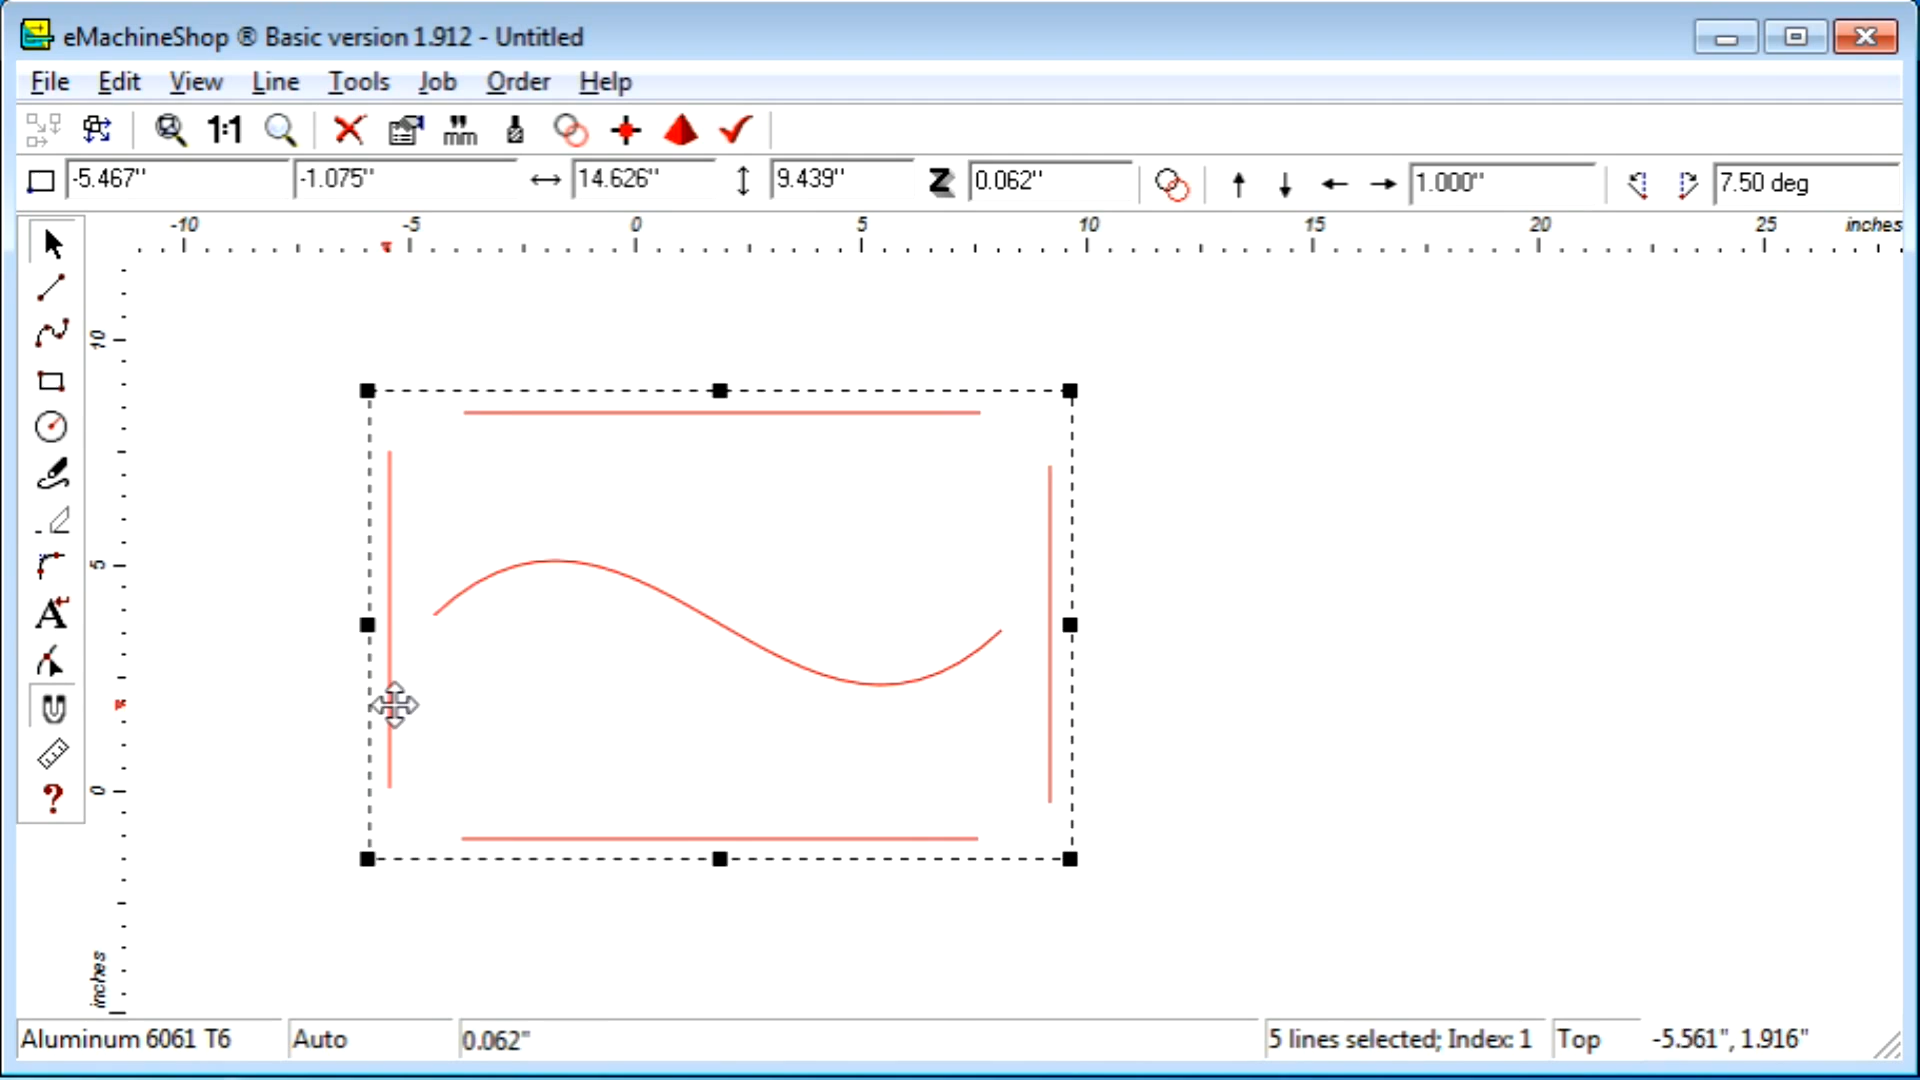 eMachineShop ® Basic version 1.912 - Untitled
File Edit View Line Tools Job Order Help
1:1 mm
-5.467" -1.075" 14.626" 9.439" Z 0.062" 1.000" 7.50 deg
-10 -5 0 5 10 15 20 25 inches
10
5
0
inches
A
?
Aluminum 6061 T6 Auto 0.062" 5 lines selected; Index: 1 Top -5.561", 1.916"